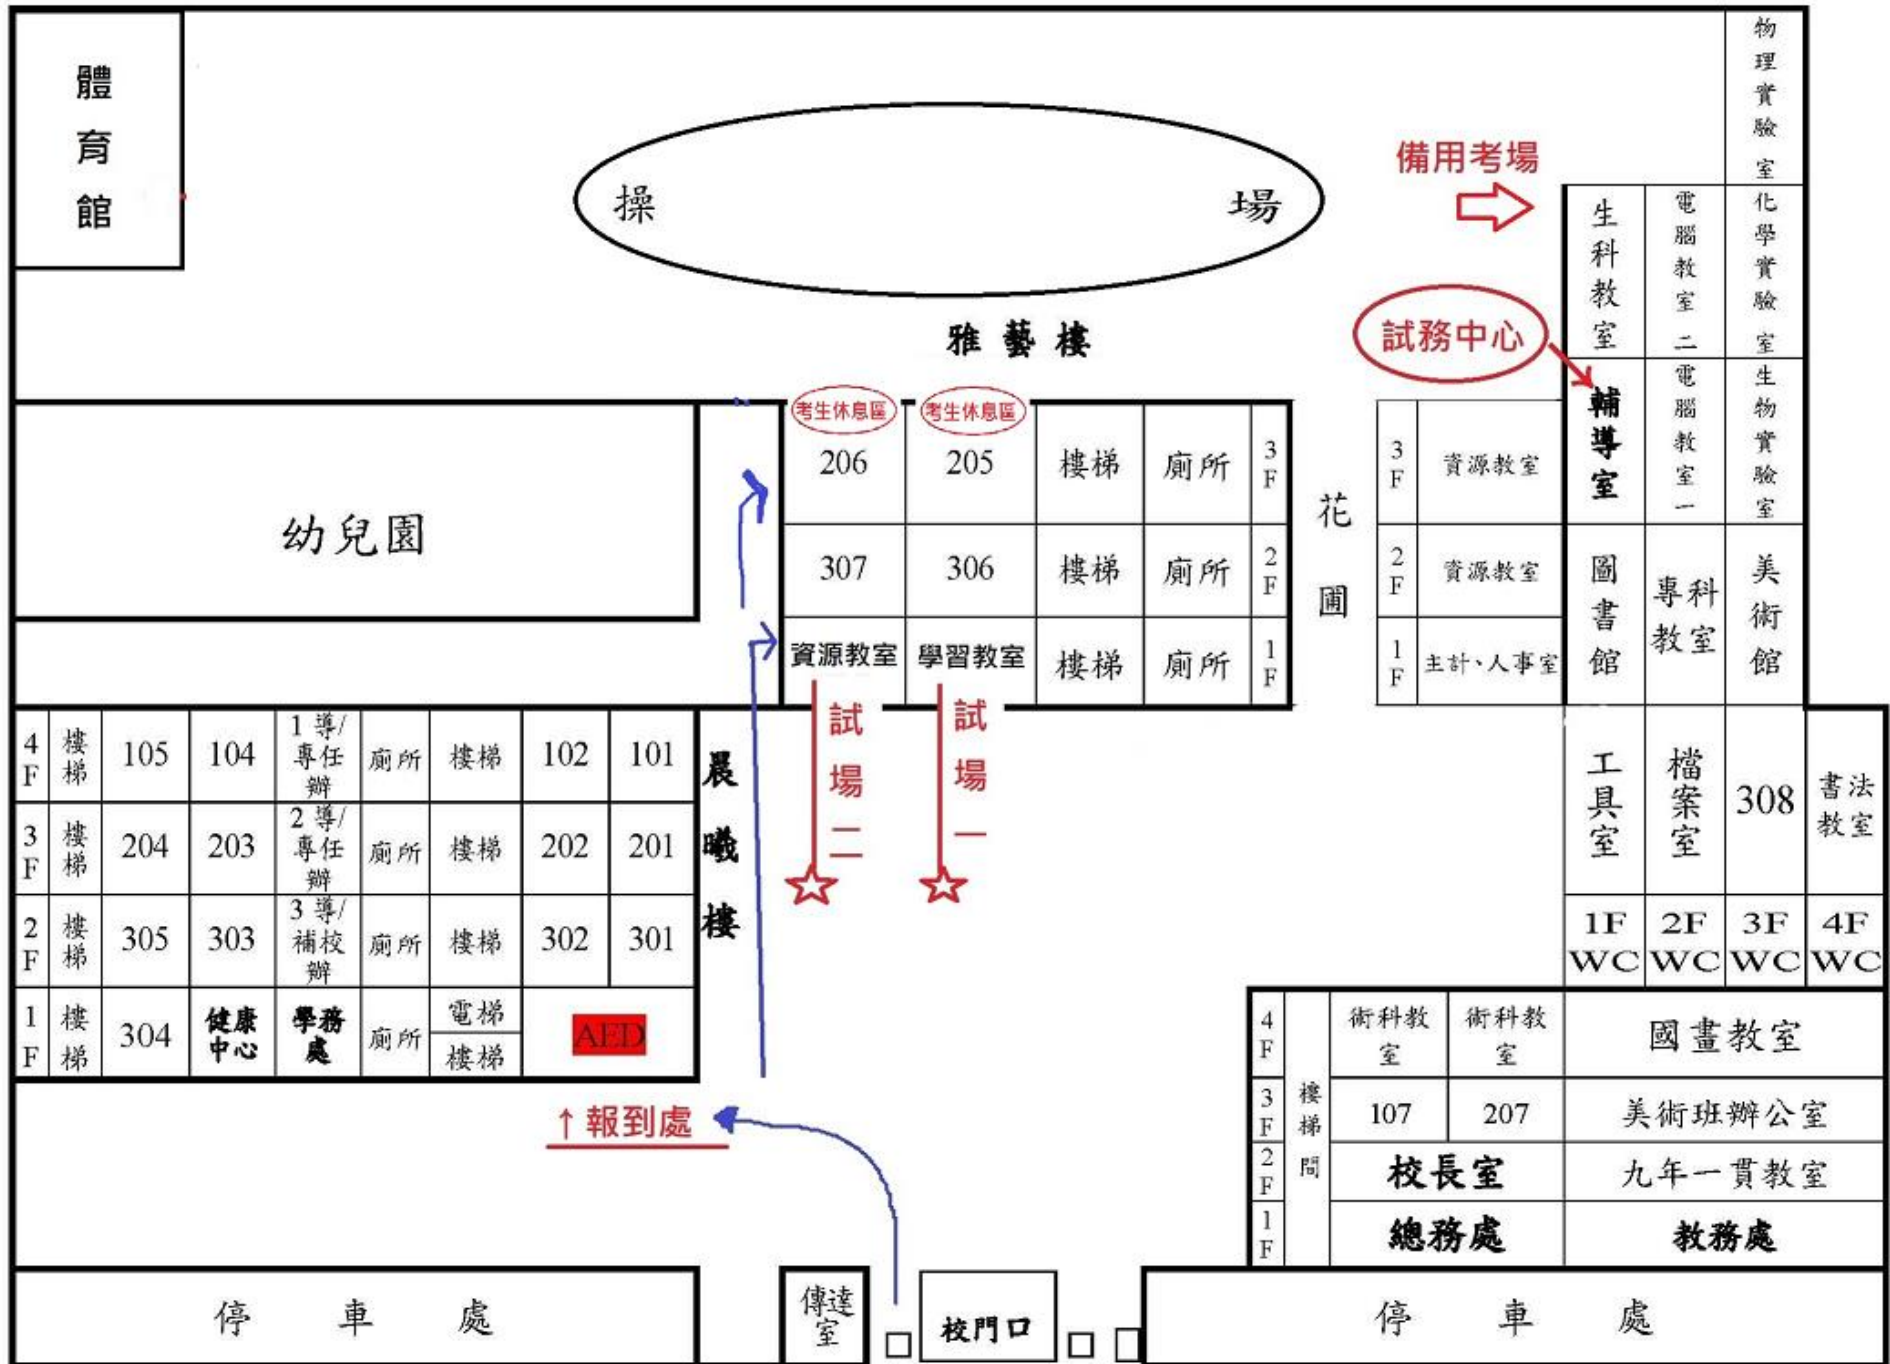 體育館
操場
備用考場
物理實驗室
生科教室
電腦教室二
化學實驗室
試務中心
雅藝樓
輔導室
電腦教室一
生物實驗室
幼兒園
考生休息區 考生休息區
206 205 樓梯 廁所 3F
307 306 樓梯 廁所 2F
資源教室 學習教室 樓梯 廁所 1F
花圃
3F 資源教室
2F 資源教室
1F 主計、人事室
圖書館
專科教室
美術館
試場二
試場一
4F 樓梯 105 104 1導/專任辦 廁所 樓梯 102 101
3F 樓梯 204 203 2導/專任辦 廁所 樓梯 202 201
2F 樓梯 305 303 3導/補校辦 廁所 樓梯 302 301
1F 樓梯 304 健康中心 學務處 廁所 電梯 樓梯 AED
晨曦樓
工具室 檔案室 308 書法教室
1F WC 2F WC 3F WC 4F WC
↑報到處
樓梯間
4F 術科教室 術科教室 國畫教室
3F 107 207 美術班辦公室
2F 校長室 九年一貫教室
1F 總務處 教務處
停車處
傳達室
校門口
停車處